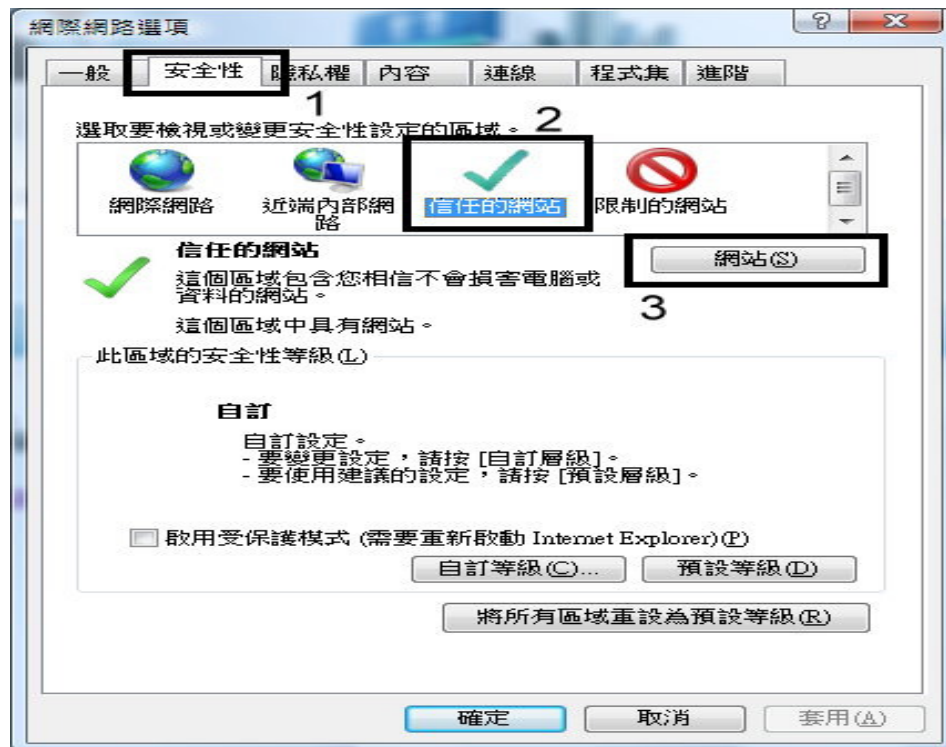 網際網路選項
一般 安全性 隱私權 內容 連線 程式集 進階
1
選取要檢視或變更安全性設定的區域。
2
網際網路 近端內部網路 信任的網站 限制的網站
信任的網站
網站(S)
這個區域包含您相信不會損害電腦或
資料的網站。
3
這個區域中具有網站。
此區域的安全性等級(L)
自訂
自訂設定。
- 要變更設定，請按 [自訂層級]。
- 要使用建議的設定，請按 [預設層級]。
啟用受保護模式 (需要重新啟動 Internet Explorer)(P)
自訂等級(C)... 預設等級(D)
將所有區域重設為預設等級(R)
確定 取消 套用(A)